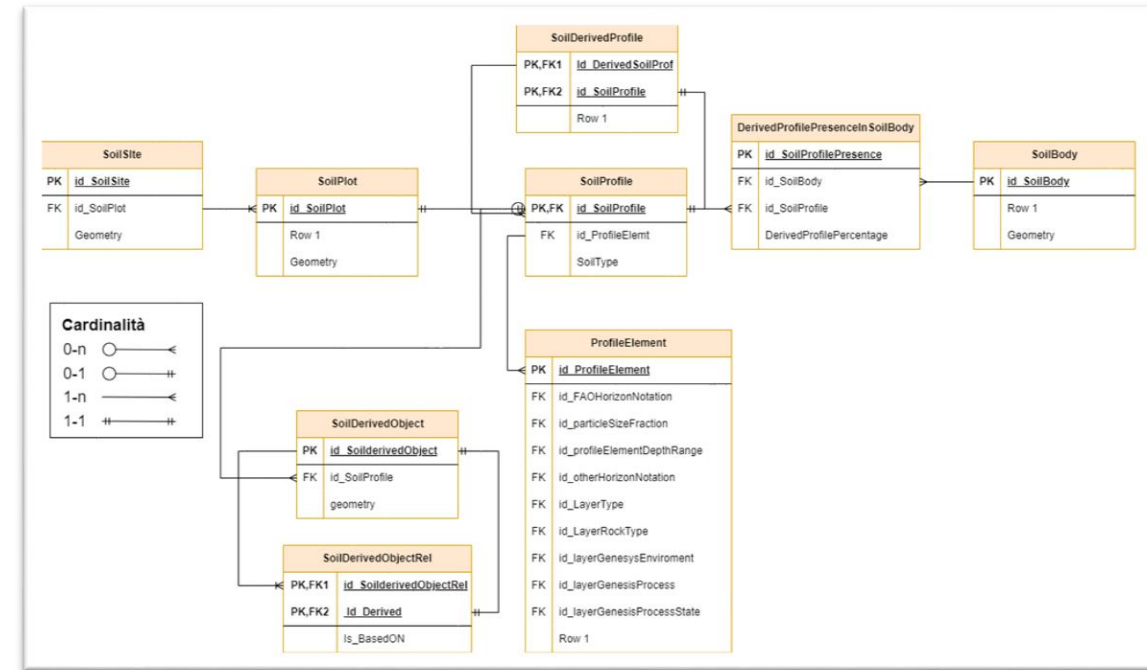 SoilDerivedProfile
PK,FK1 Id_DerivedSoilProf
PK,FK2 id_SoilProfile
Row 1
SoilSIte
PK id_SoilSite
FK id_SoilPlot
Geometry
SoilPlot
PK id_SoilPlot
Row 1
Geometry
SoilProfile
PK,FK id_SoilProfile
FK id_ProfileElemt
SoilType
DerivedProfilePresenceInSoilBody
PK id_SoilProfilePresence
FK id_SoilBody
FK id_SoilProfile
DerivedProfilePercentage
SoilBody
PK id_SoilBody
Row 1
Geometry
Cardinalità
0-n
0-1
1-n
1-1
ProfileElement
PK id_ProfileElement
FK id_FAOHorizonNotation
FK id_particleSizeFraction
FK id_profileElementDepthRange
FK id_otherHorizonNotation
FK id_LayerType
FK id_LayerRockType
FK id_layerGenesysEnviroment
FK id_layerGenesisProcess
FK id_layerGenesisProcessState
Row 1
SoilDerivedObject
PK id_SoilderivedObject
FK id_SoilProfile
geometry
SoilDerivedObjectRel
PK,FK1 id_SoilderivedObjectRel
PK,FK2 Id_Derived
Is_BasedON